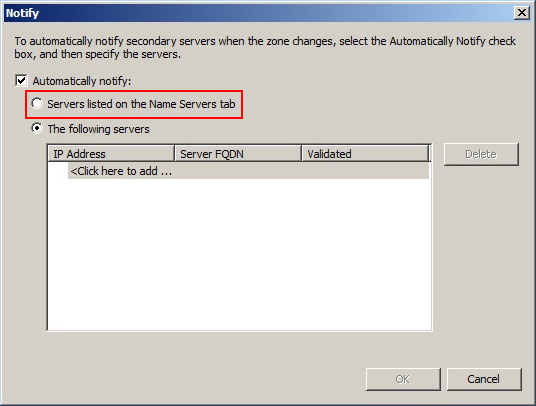 Notify
To automatically notify secondary servers when the zone changes, select the Automatically Notify check
box, and then specify the servers.
Automatically notify:
Servers listed on the Name Servers tab
The following servers
IP Address Server FQDN Validated
<Click here to add ...
Delete
OK Cancel